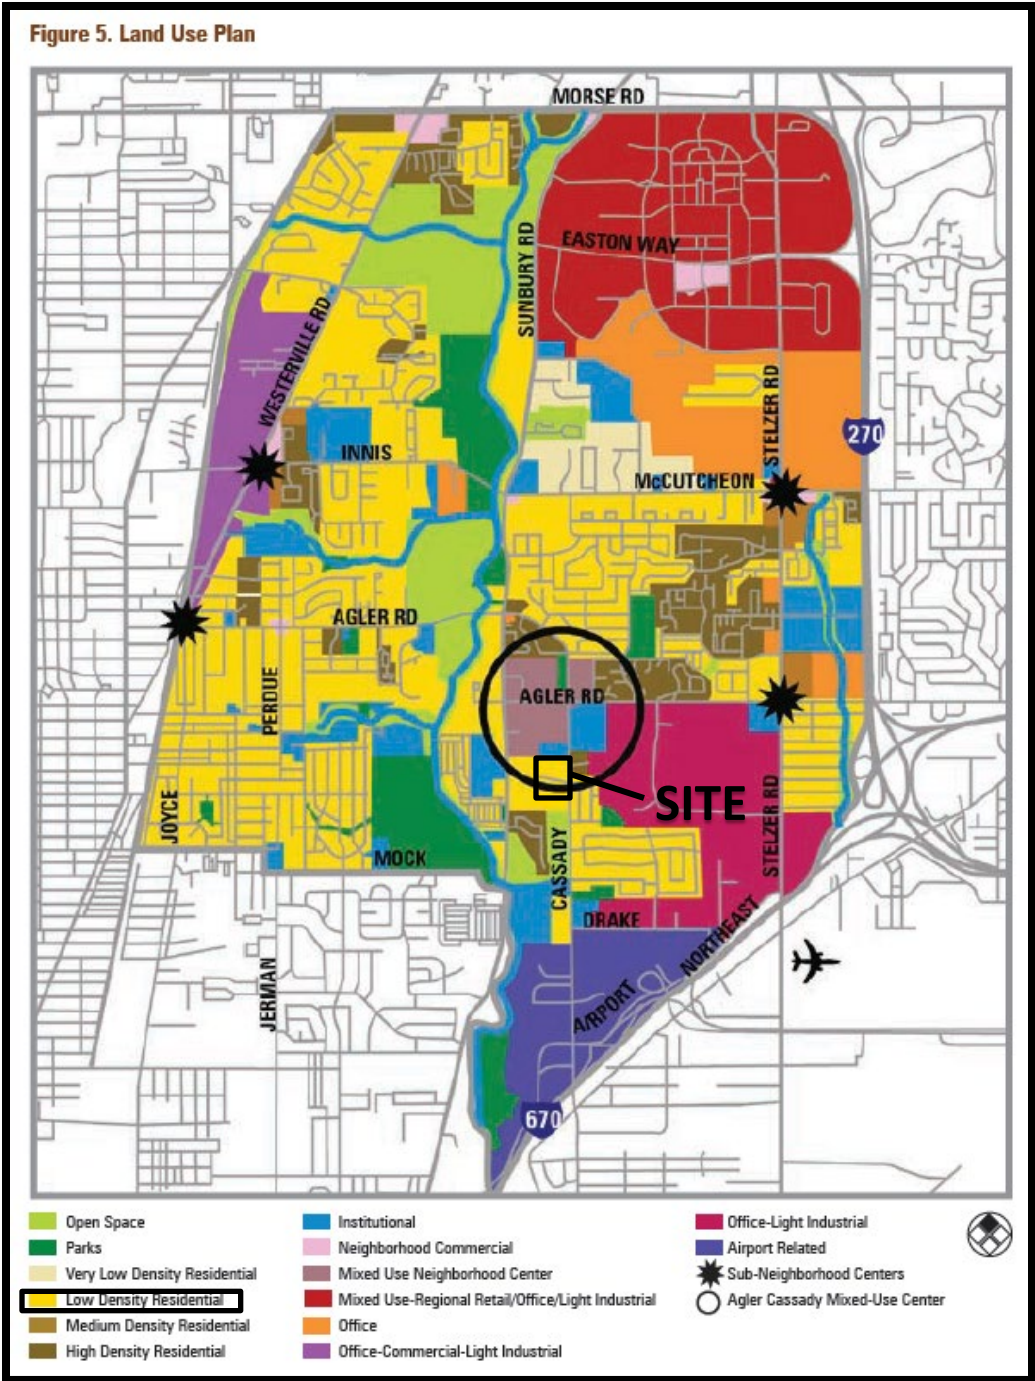 Figure 5. Land Use Plan
MORSE RD
EASTON WAY
SUNBURY RD
WESTERVILLE RD
STELZER RD
270
INNIS
McCUTCHEON
AGLER RD
PERDUE
AGLER RD
SITE
JOYCE
STELZER RD
MOCK
CASSADY
DRAKE
NORTHEAST
JERMAN
AIRPORT
670
Open Space
Parks
Very Low Density Residential
Low Density Residential
Medium Density Residential
High Density Residential
Institutional
Neighborhood Commercial
Mixed Use Neighborhood Center
Mixed Use-Regional Retail/Office/Light Industrial
Office
Office-Commercial-Light Industrial
Office-Light Industrial
Airport Related
Sub-Neighborhood Centers
Agler Cassady Mixed-Use Center